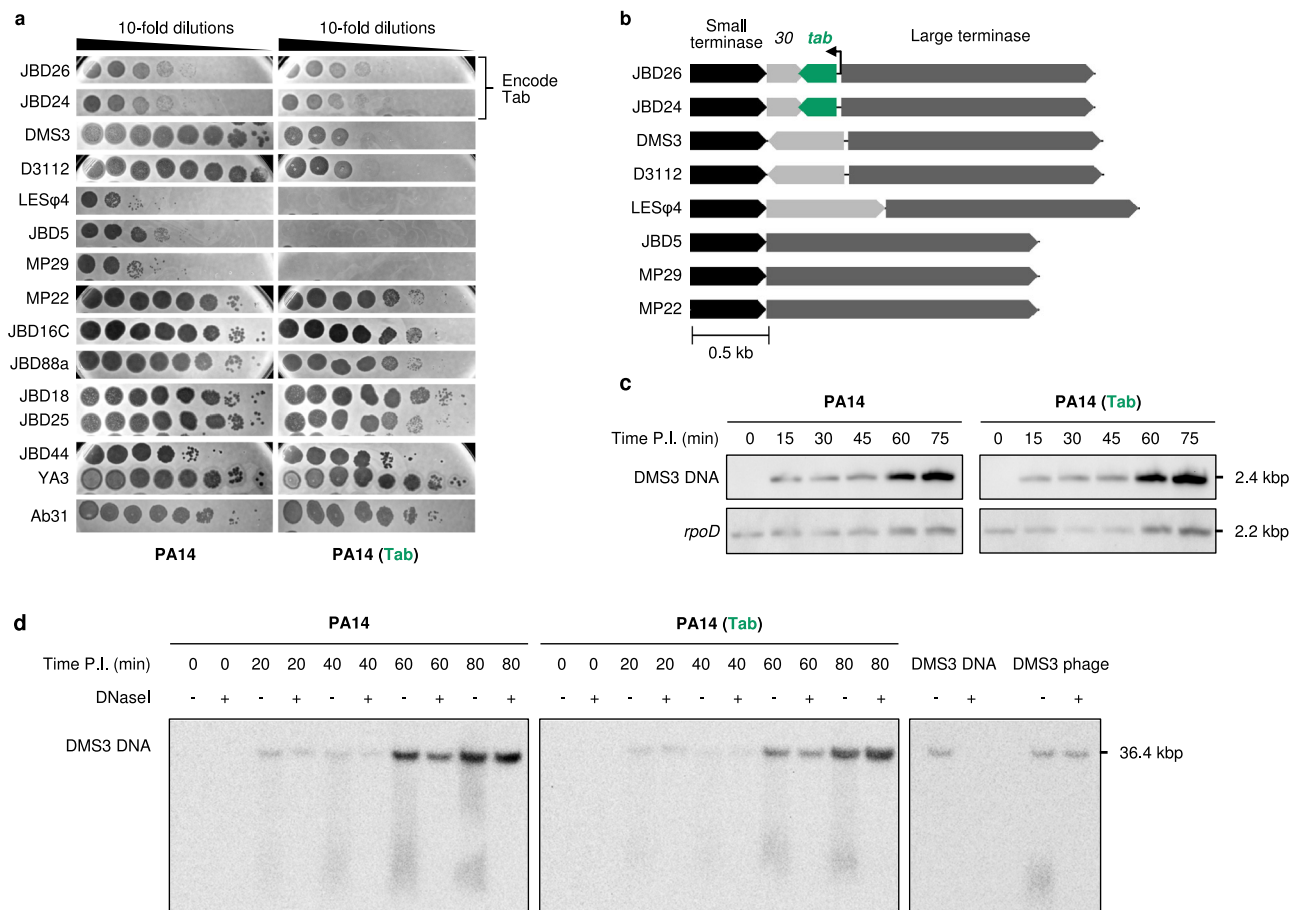 a
10-fold dilutions 10-fold dilutions
JBD26
JBD24
Encode
Tab
DMS3
D3112
LESφ4
JBD5
MP29
MP22
JBD16C
JBD88a
JBD18
JBD25
JBD44
YA3
Ab31
PA14 PA14 (Tab)
b
Small
terminase 30 tab Large terminase
JBD26
JBD24
DMS3
D3112
LESφ4
JBD5
MP29
MP22
0.5 kb
c
PA14 PA14 (Tab)
Time P.I. (min) 0 15 30 45 60 75 0 15 30 45 60 75
DMS3 DNA 2.4 kbp
rpoD 2.2 kbp
d
PA14 PA14 (Tab)
Time P.I. (min) 0 0 20 20 40 40 60 60 80 80 0 0 20 20 40 40 60 60 80 80 DMS3 DNA DMS3 phage
DNaseI - + - + - + - + - + - + - + - + - + - + - + - +
DMS3 DNA 36.4 kbp